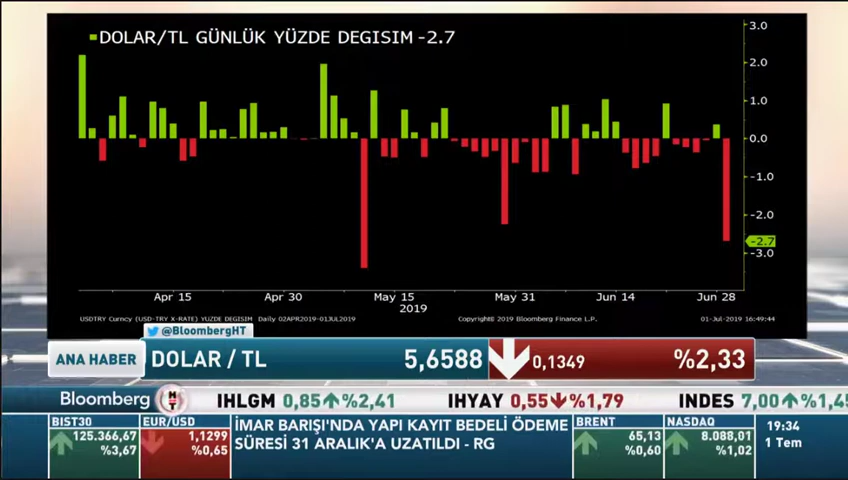 DOLAR/TL GÜNLÜK YÜZDE DEGISIM -2.7
3.0
2.0
1.0
0.0
-1.0
-2.0
-2.7
-3.0
Apr 15
Apr 30
May 15
May 31
Jun 14
Jun 28
2019
USDTRY Curncy (USD-TRY X-RATE) YUZDE DEGISIM Daily 02APR2019-01JUL2019
Copyright© 2019 Bloomberg Finance L.P.
01-Jul-2019 16:49:44
@BloombergHT
ANA HABER
DOLAR / TL
5,6588
0,1349
%2,33
Bloomberg HT
IHLGM 0,85 %2,41
IHYAY 0,55 %1,79
INDES 7,00 %1,45
BIST30
125.366,67
%3,67
EUR/USD
1,1299
%0,65
İMAR BARIŞI'NDA YAPI KAYIT BEDELİ ÖDEME
SÜRESİ 31 ARALIK'A UZATILDI - RG
BRENT
65,13
%0,60
NASDAQ
8.088,01
%1,02
19:34
1 Tem